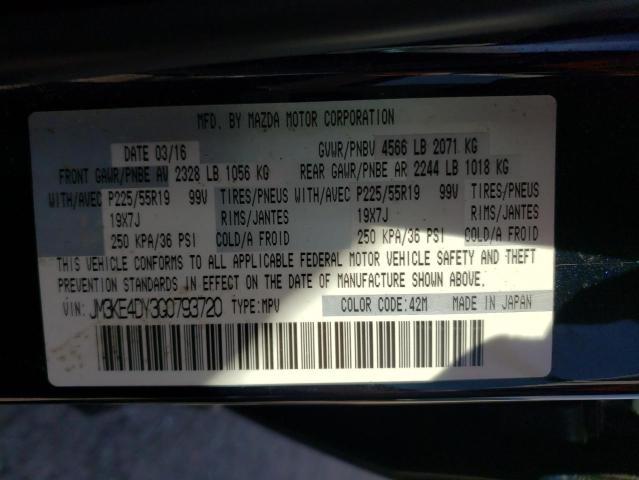 MFD. BY MAZDA MOTOR CORPORATION
DATE 03/16 GVWR/PNBV 4566 LB 2071 KG
FRONT GAWR/PNBE AV 2328 LB 1056 KG REAR GAWR/PNBE AR 2244 LB 1018 KG
WITH/AVEC P225/55R19 99V TIRES/PNEUS WITH/AVEC P225/55R19 99V TIRES/PNEUS
19X7J RIMS/JANTES 19X7J RIMS/JANTES
250 KPA/36 PSI COLD/A FROID 250 KPA/36 PSI COLD/A FROID
THIS VEHICLE CONFORMS TO ALL APPLICABLE FEDERAL MOTOR VEHICLE SAFETY AND THEFT
PREVENTION STANDARDS IN EFFECT ON THE DATE OF MANUFACTURE SHOWN ABOVE.
VIN: JM3KE4DY3G0793720 TYPE:MPV COLOR CODE:42M MADE IN JAPAN